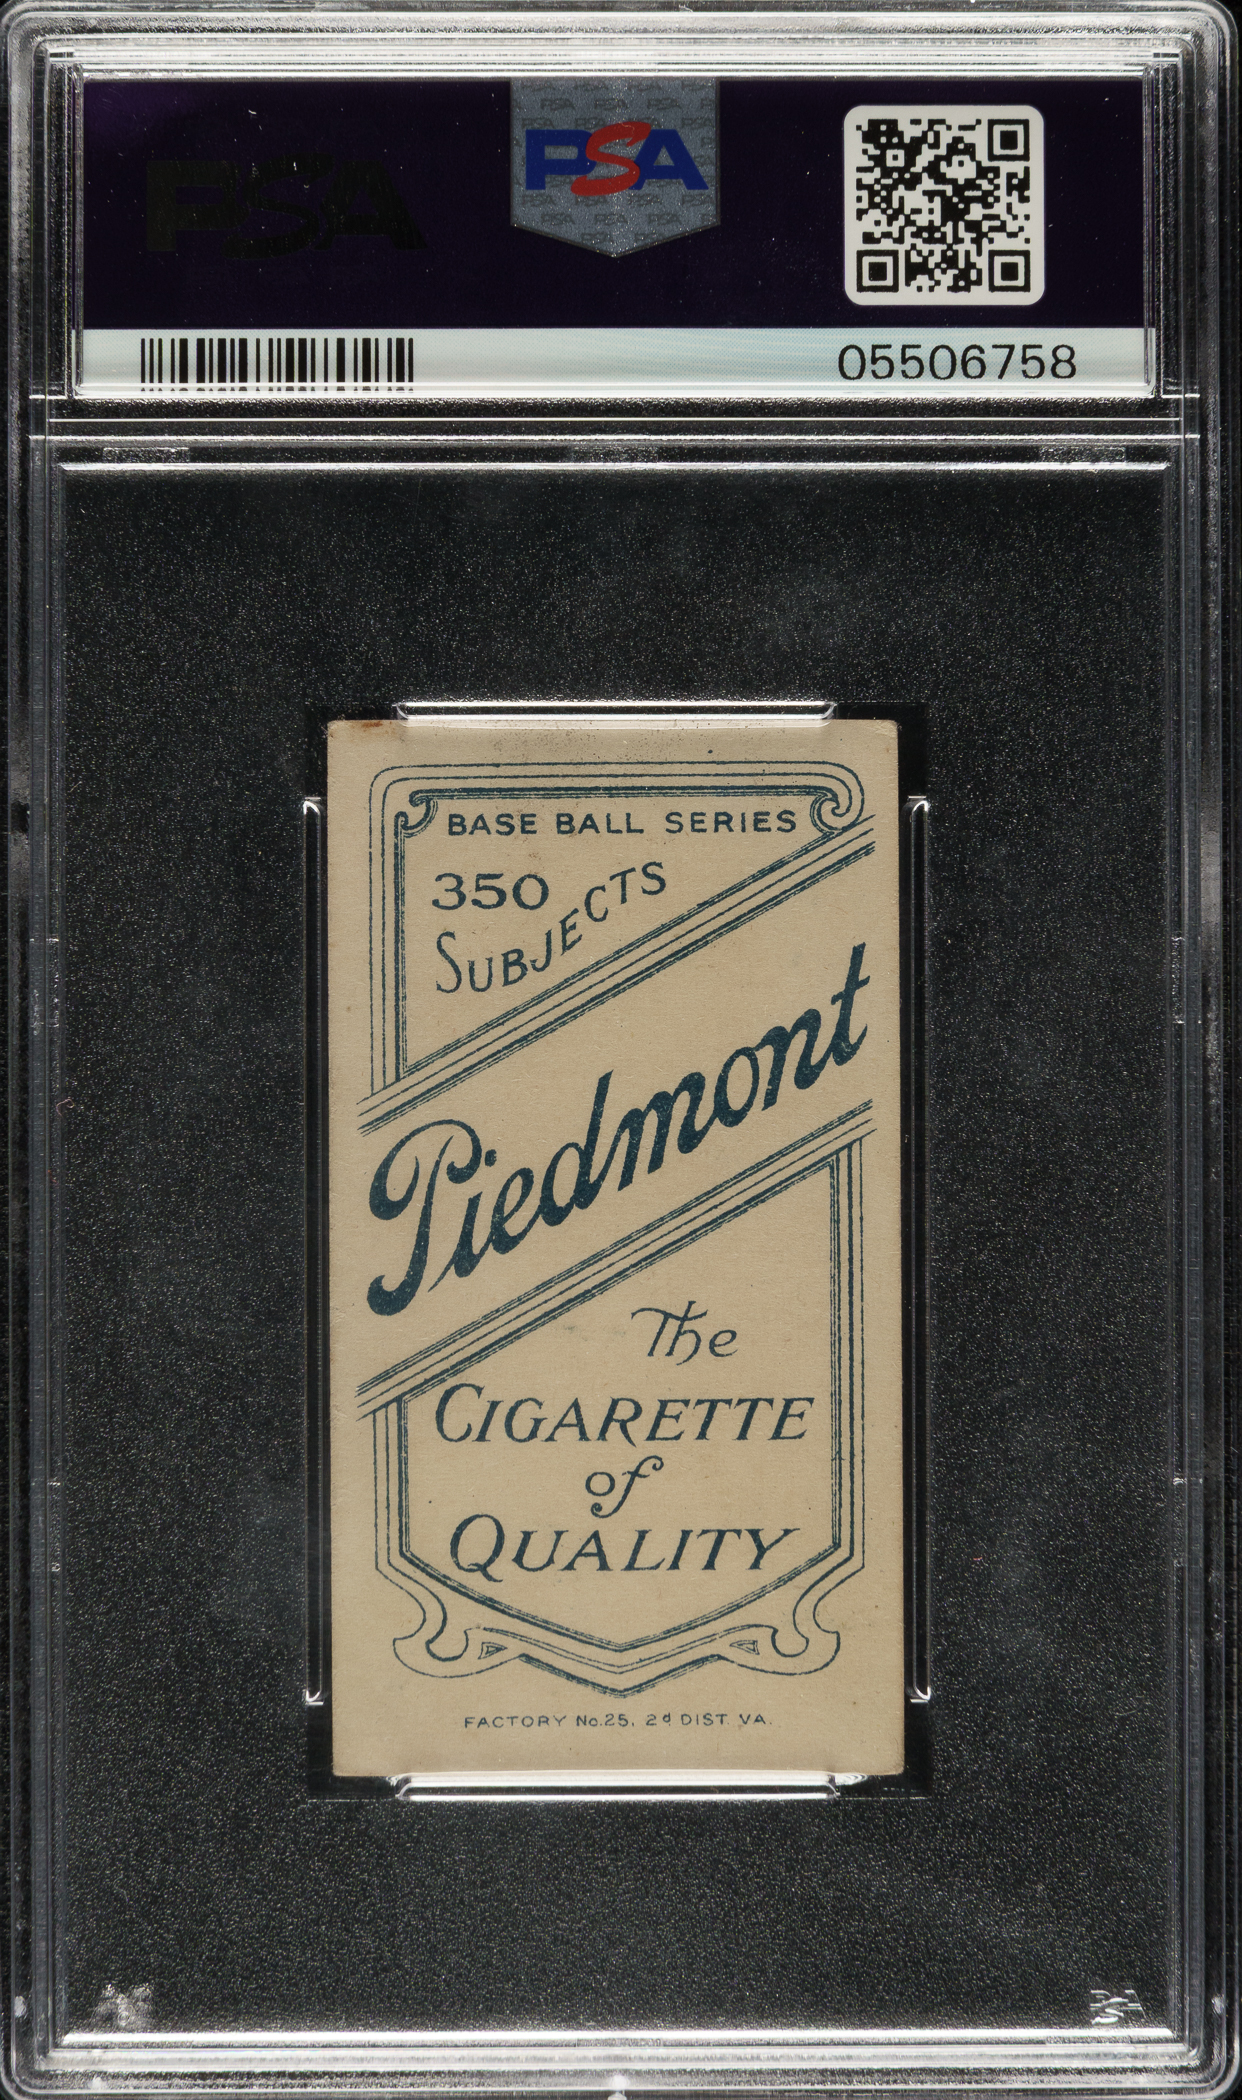 PSA
PSA
05506758
BASE BALL SERIES
350
SUBJECTS
Piedmont
The
CIGARETTE
of
QUALITY
FACTORY No.25, 2d DIST. VA.
PSA